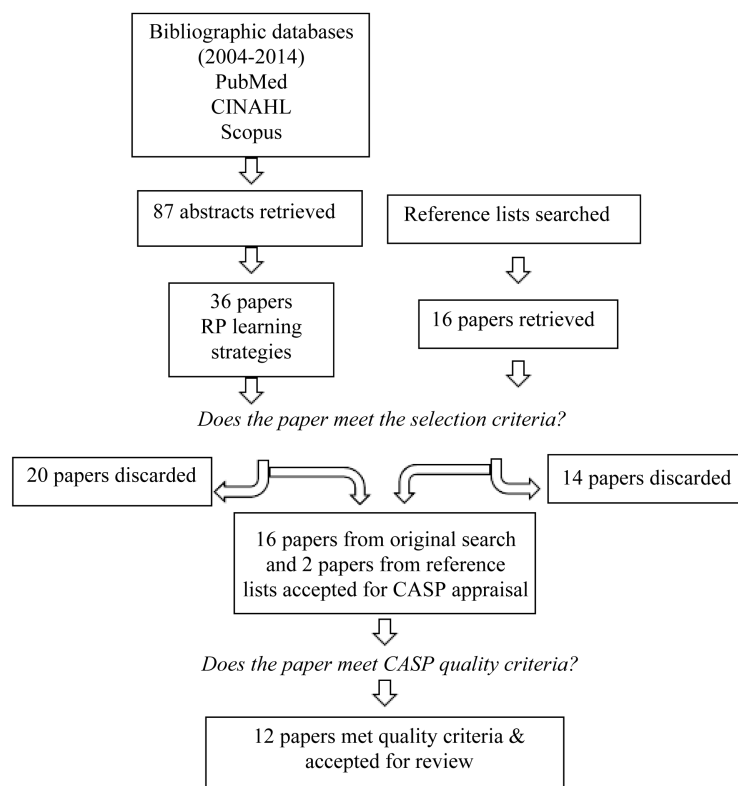 Bibliographic databases
(2004-2014)
PubMed
CINAHL
Scopus
87 abstracts retrieved
Reference lists searched
36 papers
RP learning
strategies
16 papers retrieved
Does the paper meet the selection criteria?
20 papers discarded
14 papers discarded
16 papers from original search
and 2 papers from reference
lists accepted for CASP appraisal
Does the paper meet CASP quality criteria?
12 papers met quality criteria &
accepted for review